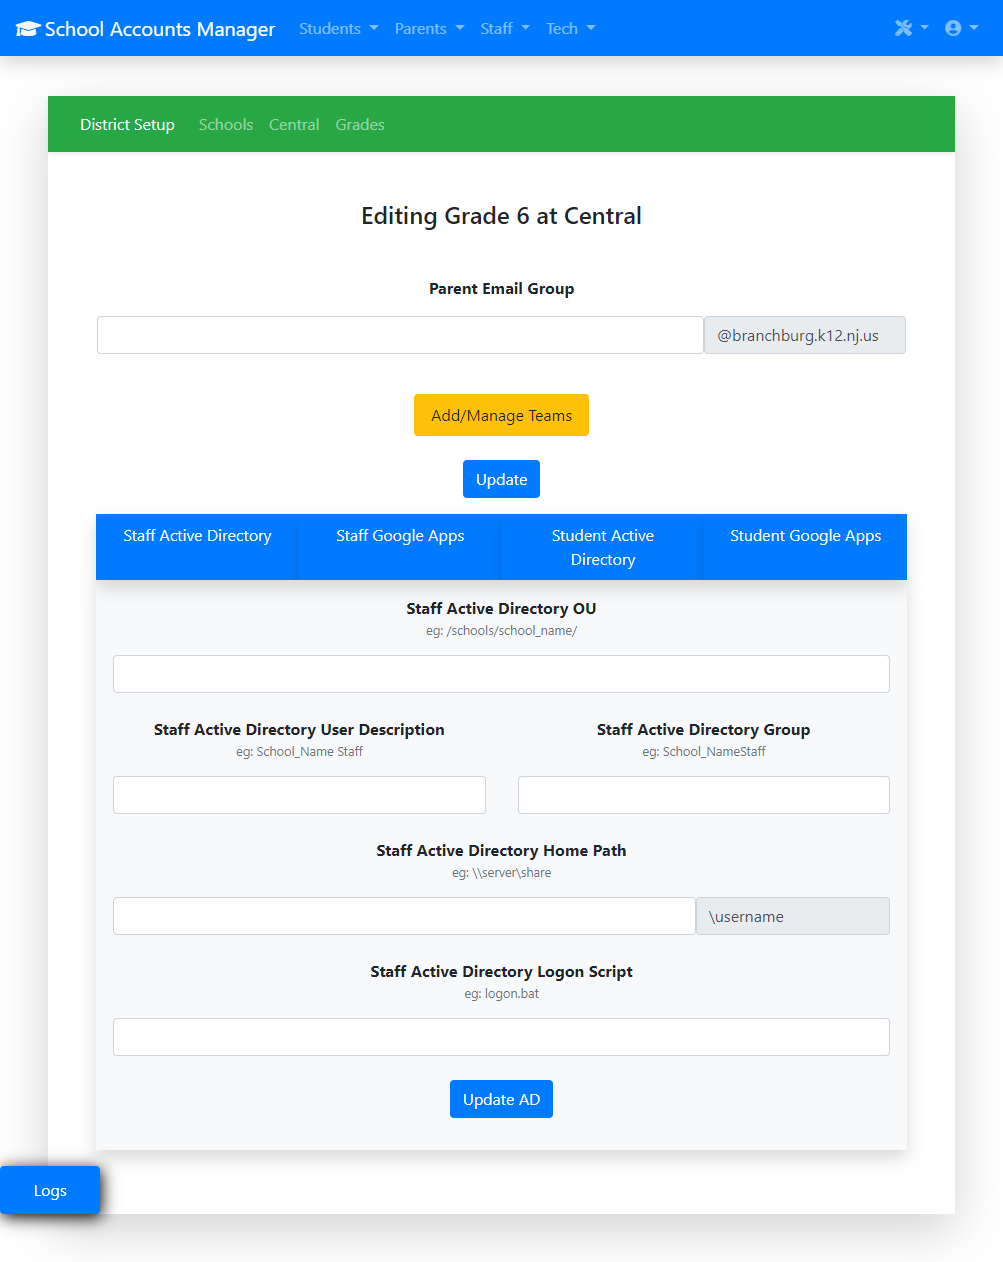 School Accounts Manager Students Parents Staff Tech
District Setup Schools Central Grades
Editing Grade 6 at Central
Parent Email Group
@branchburg.k12.nj.us
Add/Manage Teams
Update
Staff Active Directory Staff Google Apps Student Active Directory Student Google Apps
Staff Active Directory OU
eg: /schools/school_name/
Staff Active Directory User Description
eg: School_Name Staff
Staff Active Directory Group
eg: School_NameStaff
Staff Active Directory Home Path
eg: \\server\share
\username
Staff Active Directory Logon Script
eg: logon.bat
Update AD
Logs